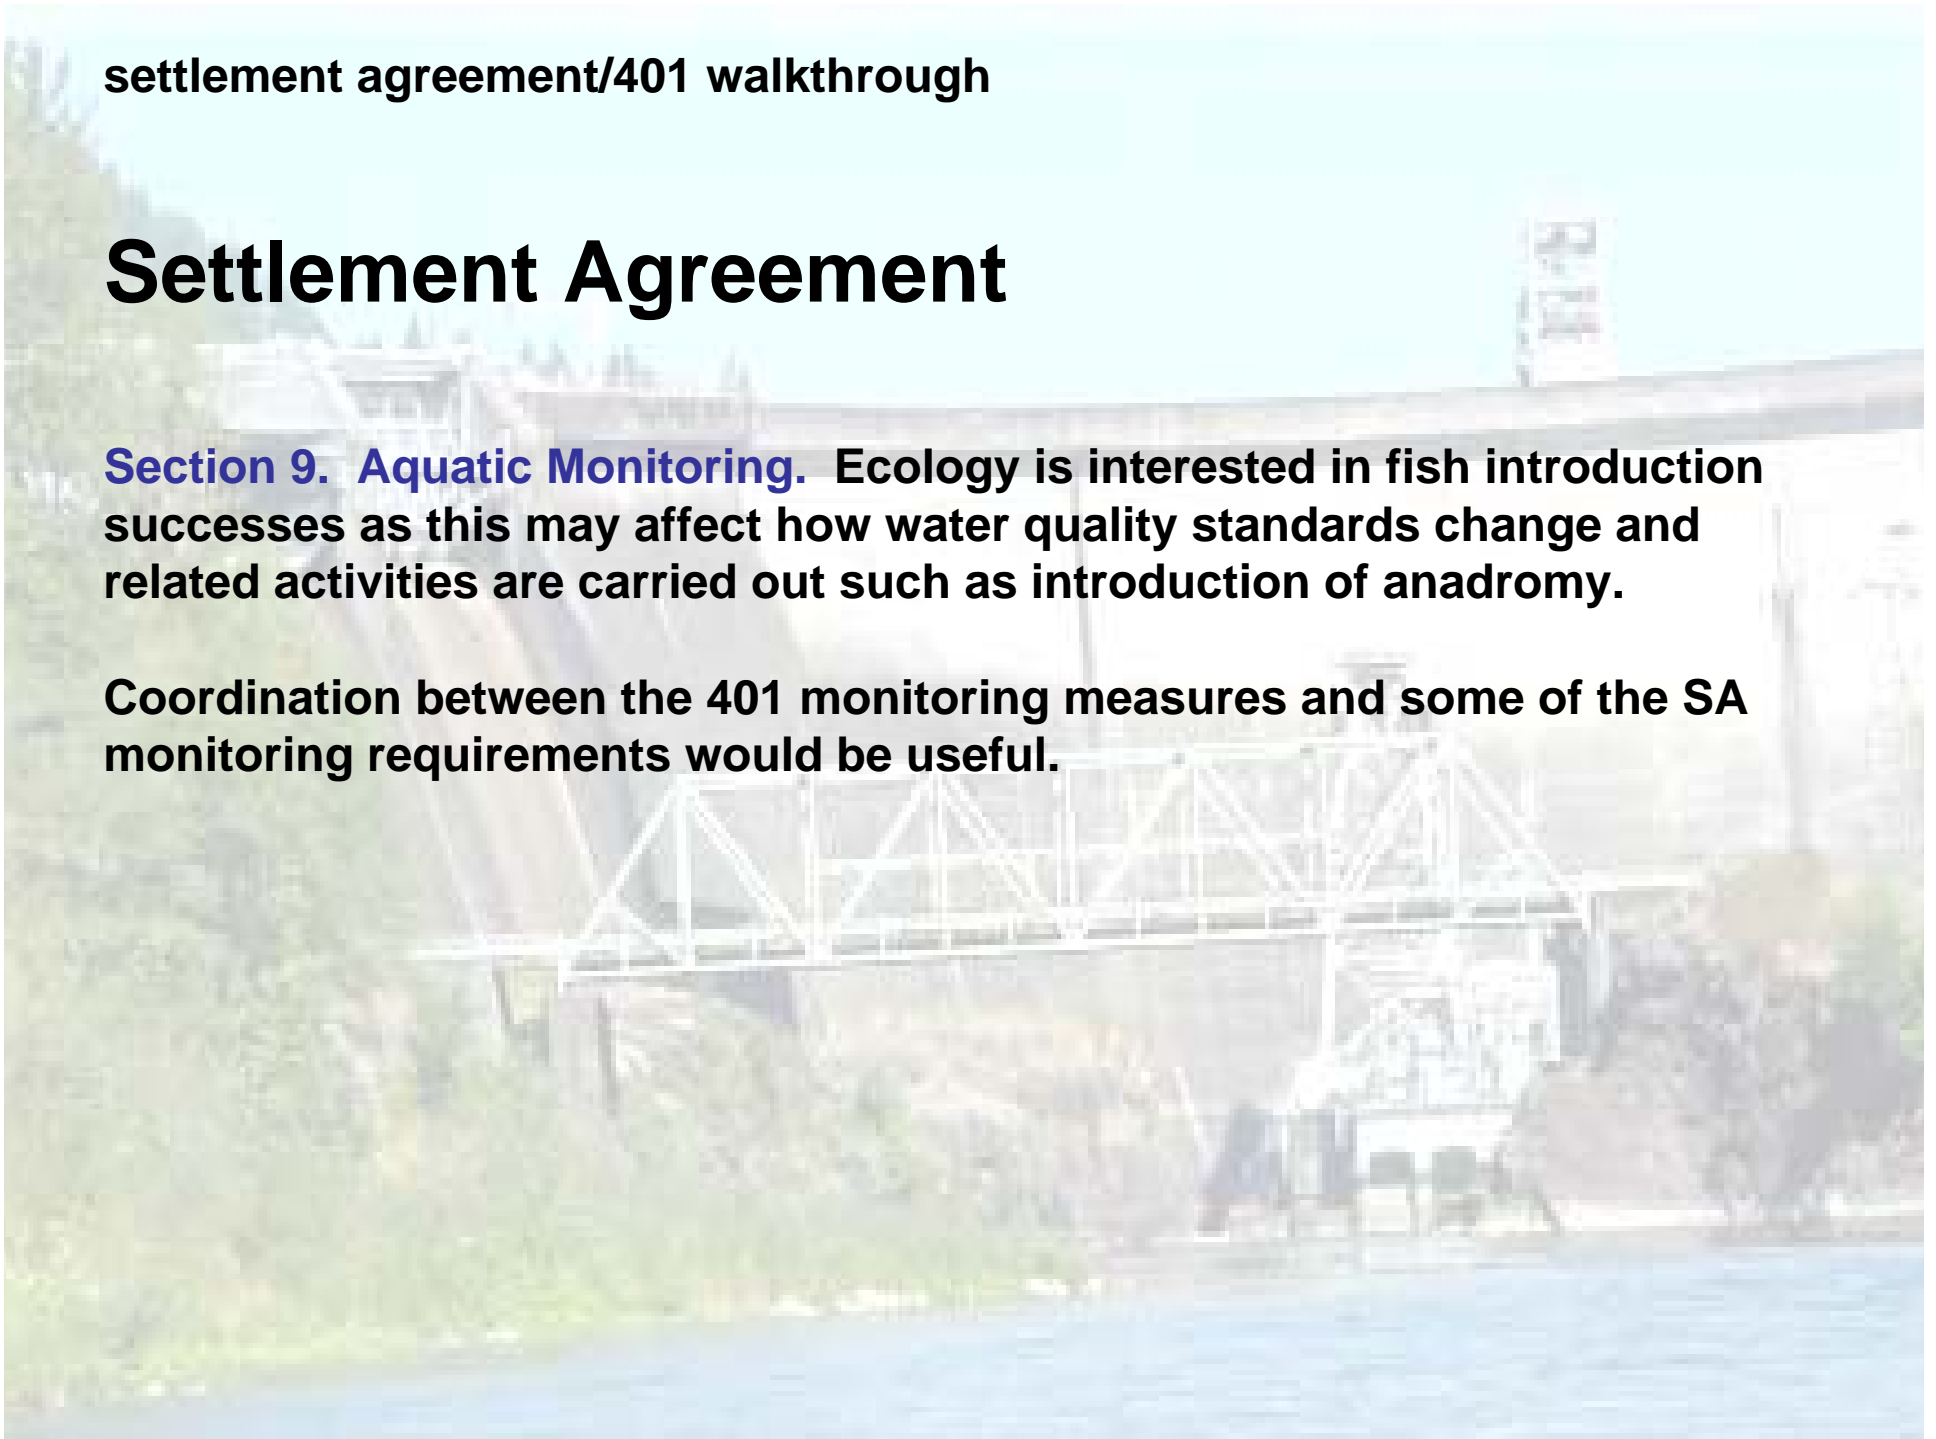 settlement agreement/401 walkthrough
Settlement Agreement
Section 9. Aquatic Monitoring. Ecology is interested in fish introduction
successes as this may affect how water quality standards change and
related activities are carried out such as introduction of anadromy.
Coordination between the 401 monitoring measures and some of the SA
monitoring requirements would be useful.